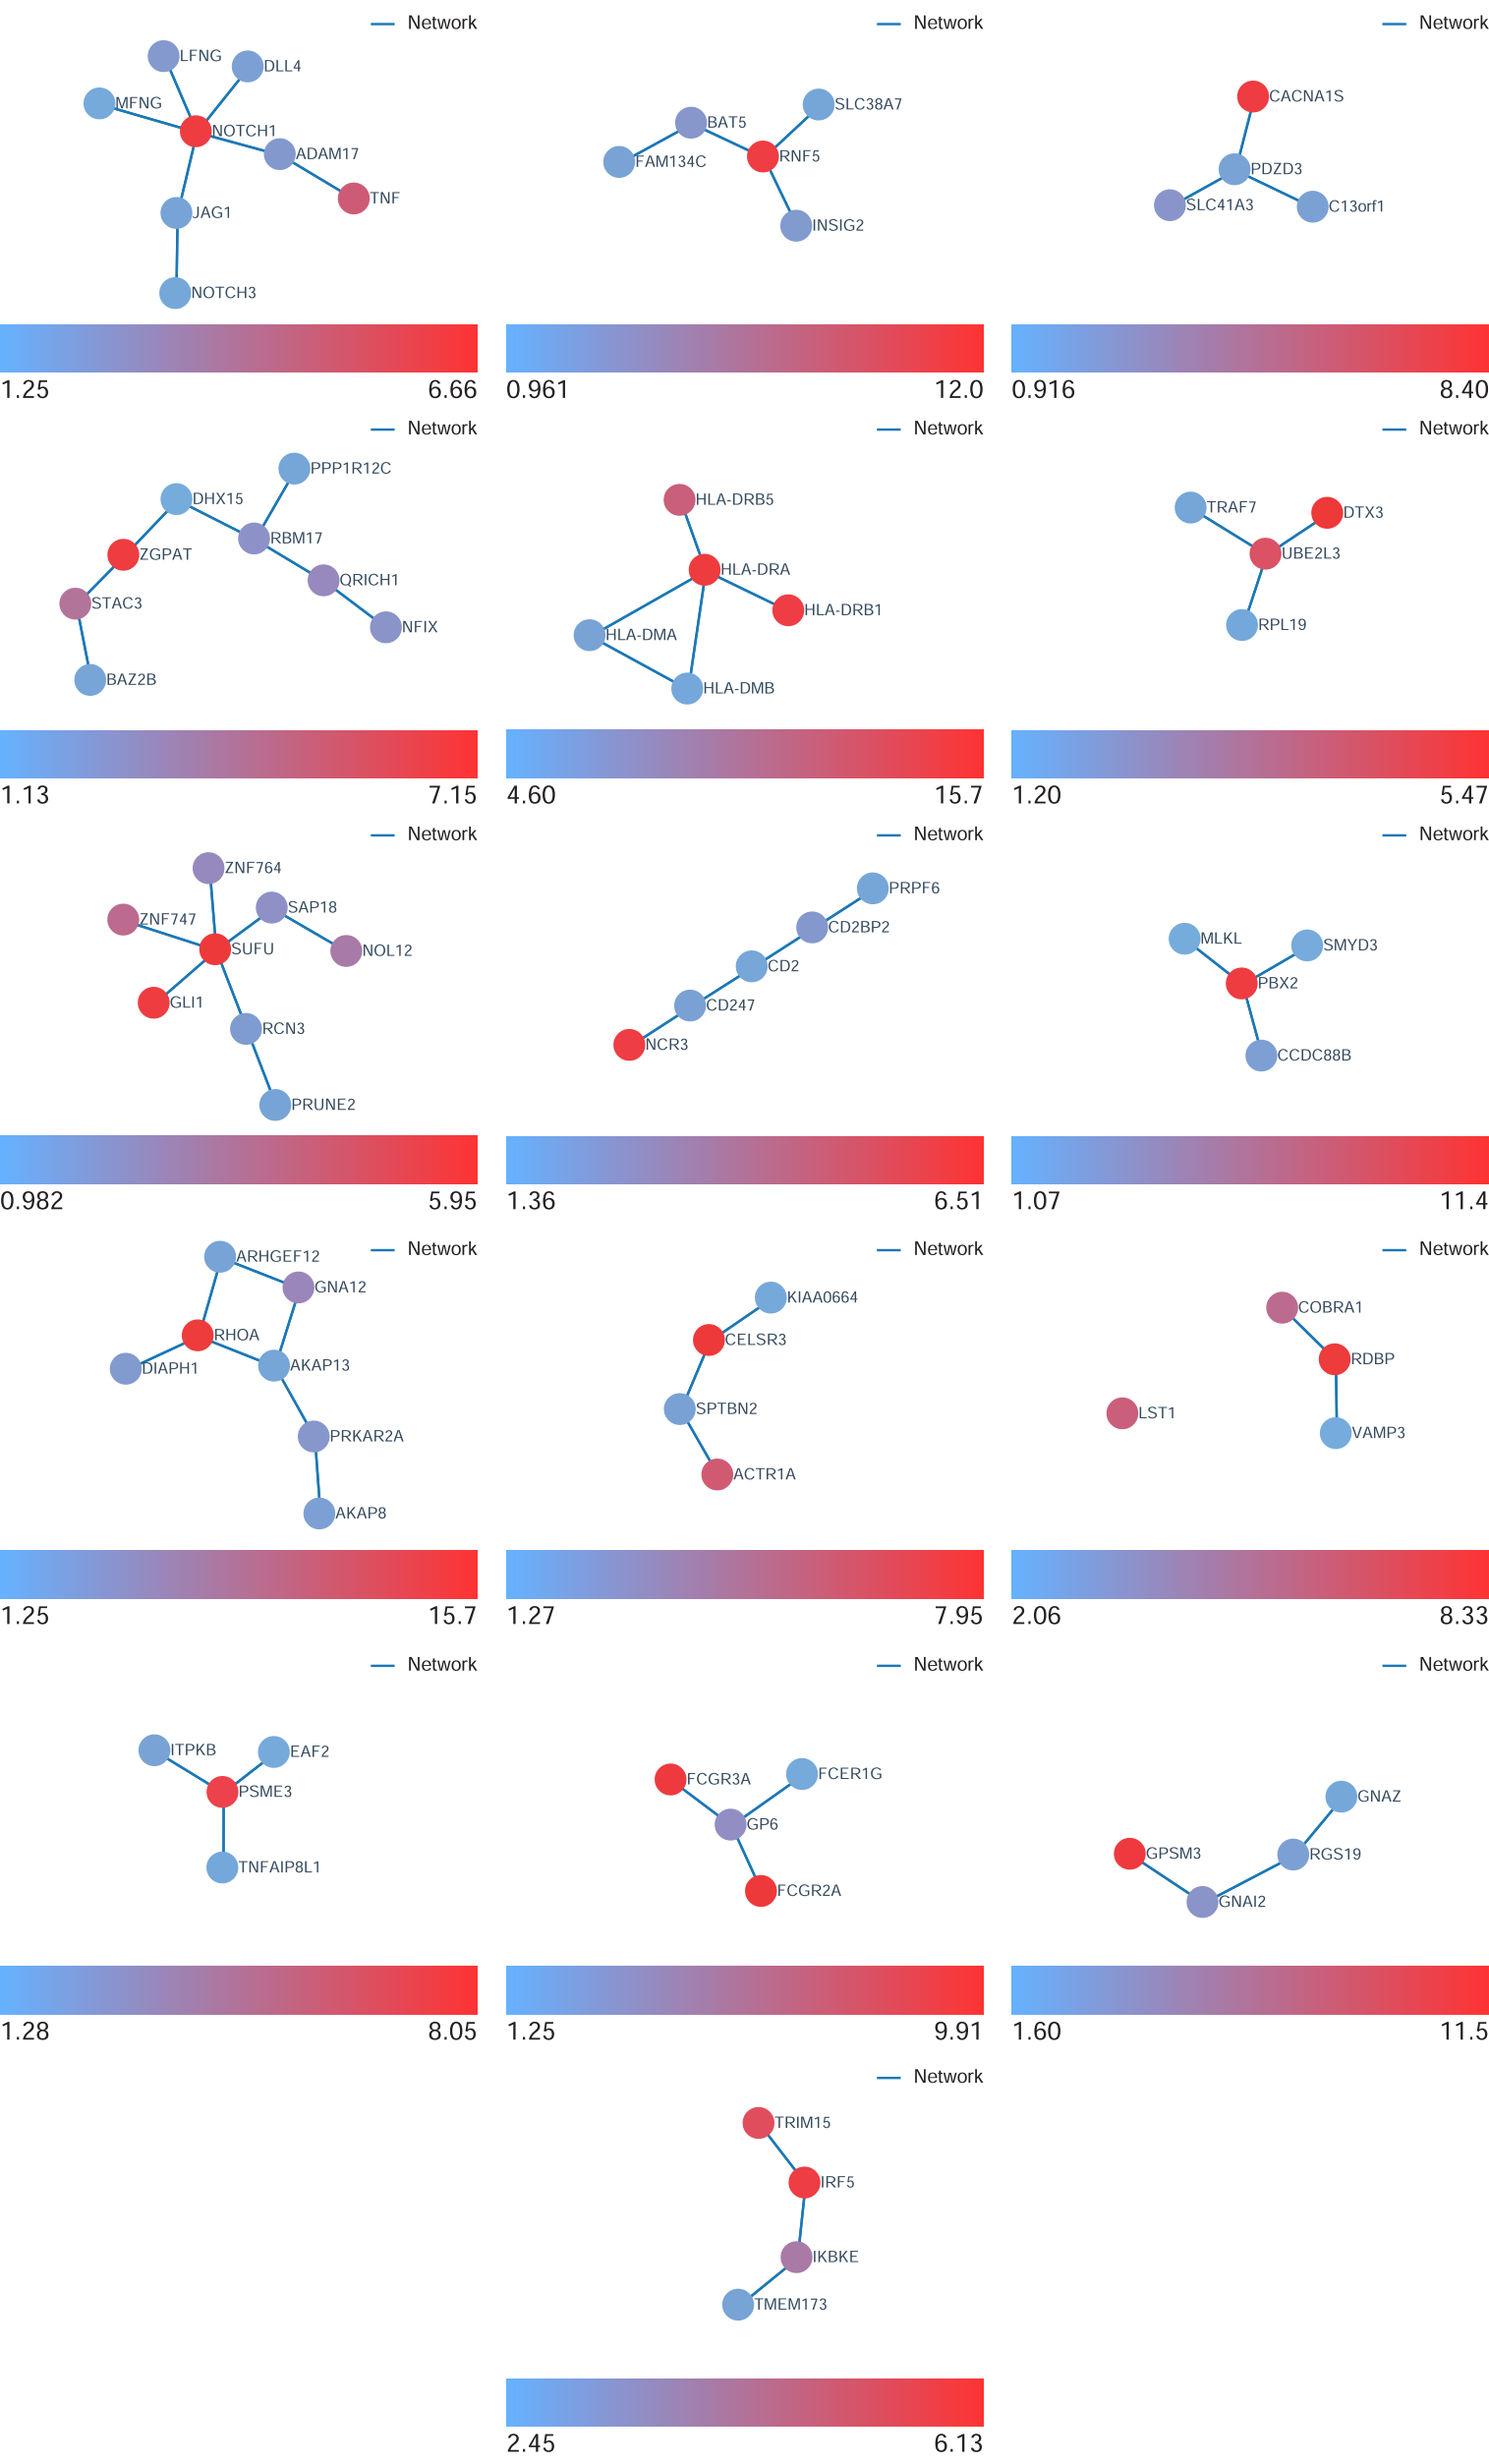 Network
LFNG
DLL4
MFNG
NOTCH1
ADAM17
TNF
JAG1
NOTCH3
1.25
6.66
Network
SLC38A7
BAT5
RNF5
FAM134C
INSIG2
0.961
12.0
Network
CACNA1S
PDZD3
SLC41A3
C13orf1
0.916
8.40
Network
PPP1R12C
DHX15
RBM17
ZGPAT
QRICH1
STAC3
NFIX
BAZ2B
1.13
7.15
Network
HLA-DRB5
HLA-DRA
HLA-DRB1
HLA-DMA
HLA-DMB
4.60
15.7
Network
TRAF7
DTX3
UBE2L3
RPL19
1.20
5.47
Network
ZNF764
SAP18
ZNF747
SUFU
NOL12
GLI1
RCN3
PRUNE2
0.982
5.95
Network
PRPF6
CD2BP2
CD2
CD247
NCR3
1.36
6.51
Network
MLKL
SMYD3
PBX2
CCDC88B
1.07
11.4
Network
ARHGEF12
GNA12
RHOA
DIAPH1
AKAP13
PRKAR2A
AKAP8
1.25
15.7
Network
KIAA0664
CELSR3
SPTBN2
ACTR1A
1.27
7.95
Network
COBRA1
RDBP
LST1
VAMP3
2.06
8.33
Network
ITPKB
EAF2
PSME3
TNFAIP8L1
1.28
8.05
Network
FCGR3A
FCER1G
GP6
FCGR2A
1.25
9.91
Network
GNAZ
GPSM3
RGS19
GNAI2
1.60
11.5
Network
TRIM15
IRF5
IKBKE
TMEM173
2.45
6.13